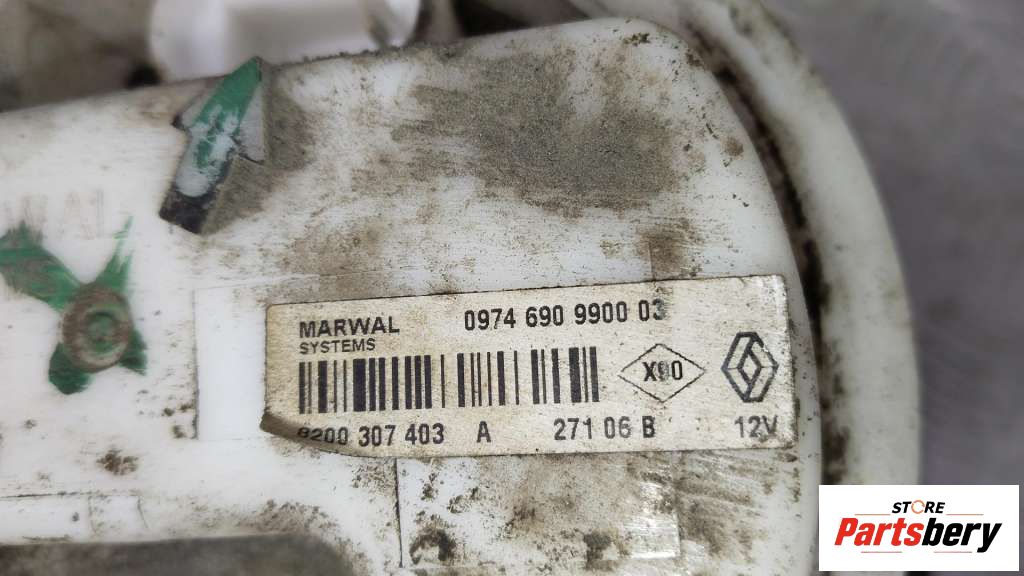 MARWAL 0974 690 9900 03
SYSTEMS
X90
8200 307 403 A 271 06 B 12V
STORE
Partsbery